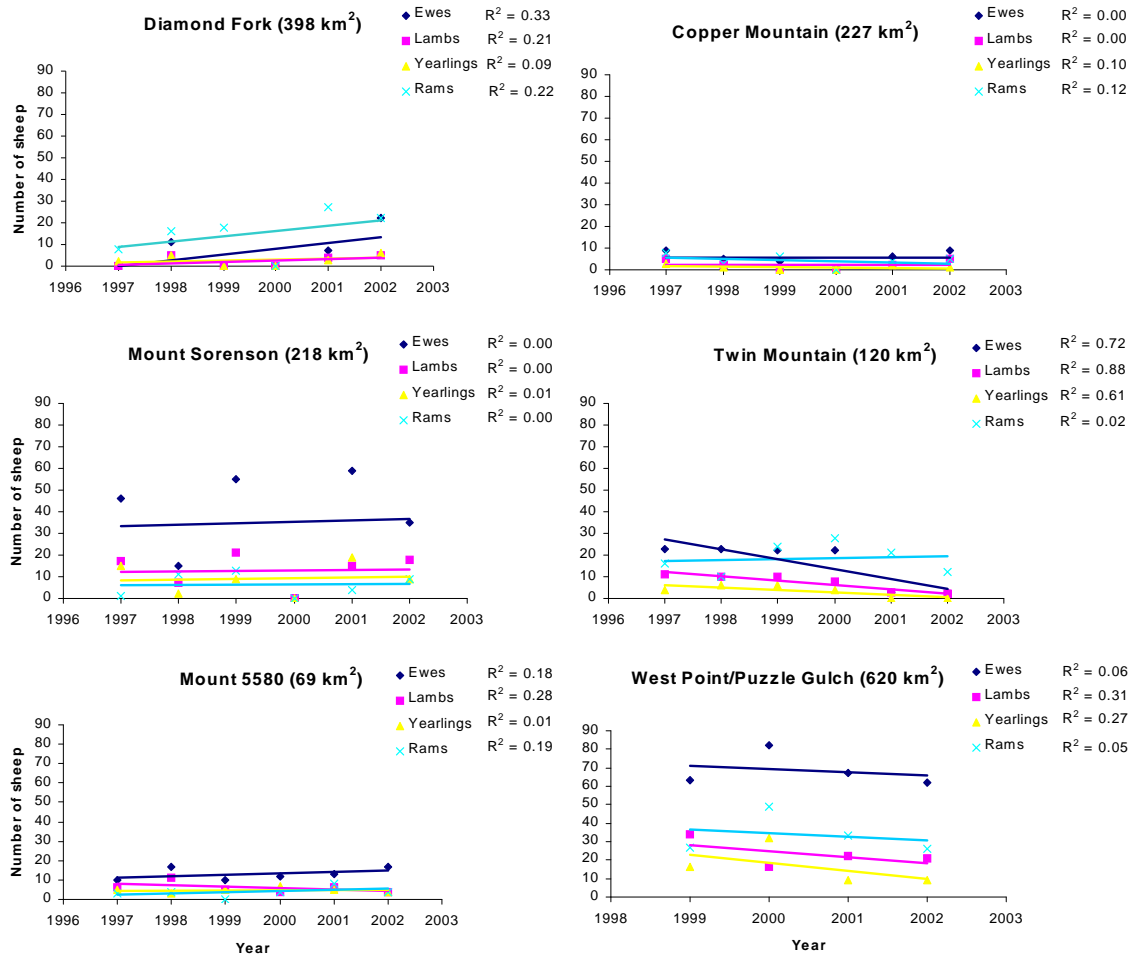 Diamond Fork (398 km²)
Ewes R² = 0.33
Lambs R² = 0.21
Yearlings R² = 0.09
Rams R² = 0.22
Number of sheep
90
80
70
60
50
40
30
20
10
0
1996 1997 1998 1999 2000 2001 2002 2003
Copper Mountain (227 km²)
Ewes R² = 0.00
Lambs R² = 0.00
Yearlings R² = 0.10
Rams R² = 0.12
90
80
70
60
50
40
30
20
10
0
1996 1997 1998 1999 2000 2001 2002 2003
Mount Sorenson (218 km²)
Ewes R² = 0.00
Lambs R² = 0.00
Yearlings R² = 0.01
Rams R² = 0.00
Number of sheep
90
80
70
60
50
40
30
20
10
0
1996 1997 1998 1999 2000 2001 2002 2003
Twin Mountain (120 km²)
Ewes R² = 0.72
Lambs R² = 0.88
Yearlings R² = 0.61
Rams R² = 0.02
90
80
70
60
50
40
30
20
10
0
1996 1997 1998 1999 2000 2001 2002 2003
Mount 5580 (69 km²)
Ewes R² = 0.18
Lambs R² = 0.28
Yearlings R² = 0.01
Rams R² = 0.19
Number of sheep
90
80
70
60
50
40
30
20
10
0
1996 1997 1998 1999 2000 2001 2002 2003
Year
West Point/Puzzle Gulch (620 km²)
Ewes R² = 0.06
Lambs R² = 0.31
Yearlings R² = 0.27
Rams R² = 0.05
90
80
70
60
50
40
30
20
10
0
1998 1999 2000 2001 2002 2003
Year